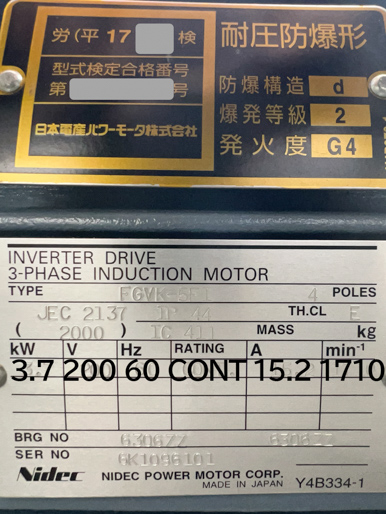 労(平 17 検
耐圧防爆形
型式検定合格番号
第 号
防爆構造 d
爆発等級 2
日本電産パワーモータ株式会社
発火度 G4
INVERTER DRIVE
3-PHASE INDUCTION MOTOR
TYPE 4 POLES
JEC 2137 IP 44 TH.CL E
( 2000 ) IC 411 MASS kg
kW V Hz RATING A min⁻¹
3.7 200 60 CONT 15.2 1710
BRG NO 6306ZZ
SER NO 6K1096101
Nidec NIDEC POWER MOTOR CORP.
MADE IN JAPAN Y4B334-1